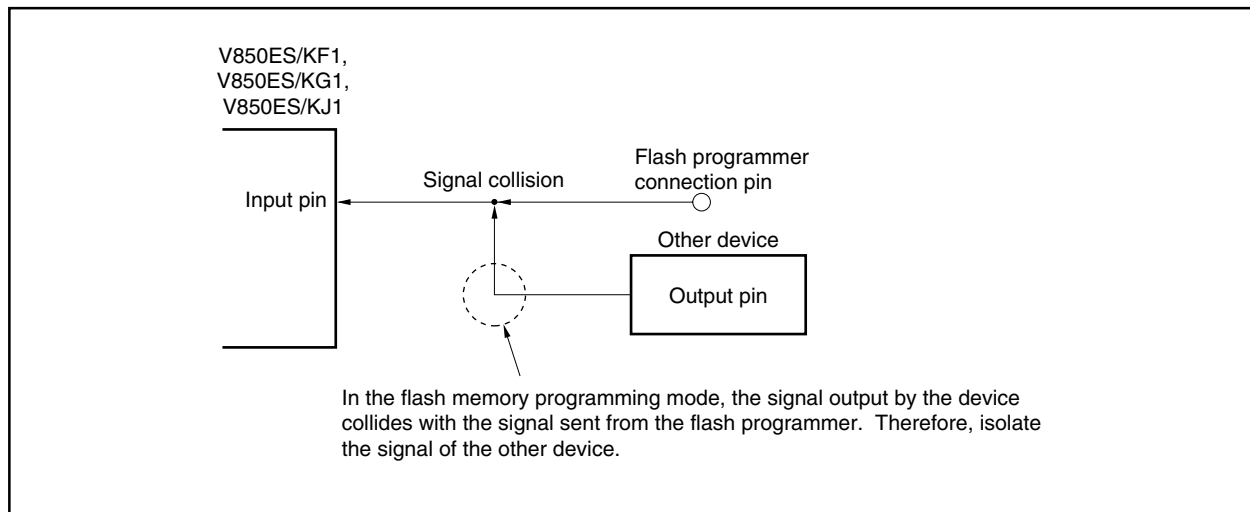 V850ES/KF1,
V850ES/KG1,
V850ES/KJ1
Flash programmer
connection pin
Signal collision
Input pin
Other device
Output pin
In the flash memory programming mode, the signal output by the device
collides with the signal sent from the flash programmer.  Therefore, isolate
the signal of the other device.